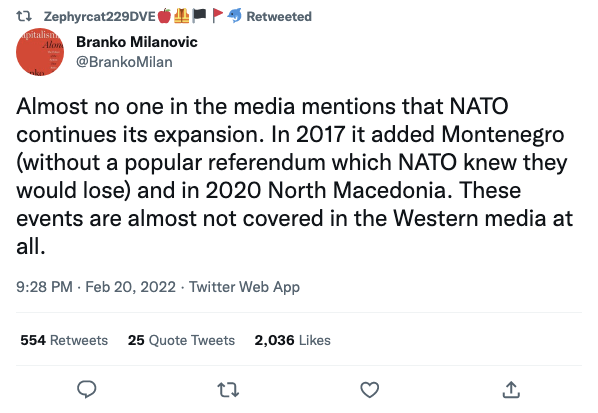 Zephyrcat229DVE🍎🦺🏴🚩🐬 Retweeted
Capitalism
Alone
Branko Milanovic
@BrankoMilan
Almost no one in the media mentions that NATO
continues its expansion. In 2017 it added Montenegro
(without a popular referendum which NATO knew they
would lose) and in 2020 North Macedonia. These
events are almost not covered in the Western media at
all.
9:28 PM · Feb 20, 2022 · Twitter Web App
554 Retweets 25 Quote Tweets 2,036 Likes